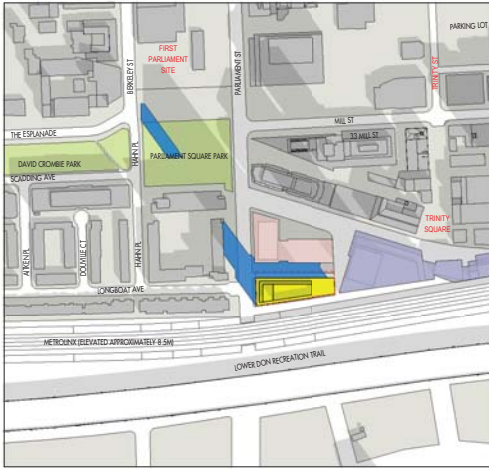 PARKING LOT
FIRST
PARLIAMENT
SITE
BERKELEY ST
PARLIAMENT ST
TRINITY ST
MILL ST
33 MILL ST
THE ESPLANADE
HAHN PL
PARLIAMENT SQUARE PARK
DAVID CROMBIE PARK
SCADDING AVE
TRINITY
SQUARE
AITKEN PL
DOUVILLE CT
HAHN PL
LONGBOAT AVE
METROLINX (ELEVATED APPROXIMATELY 8.5M)
LOWER DON RECREATION TRAIL